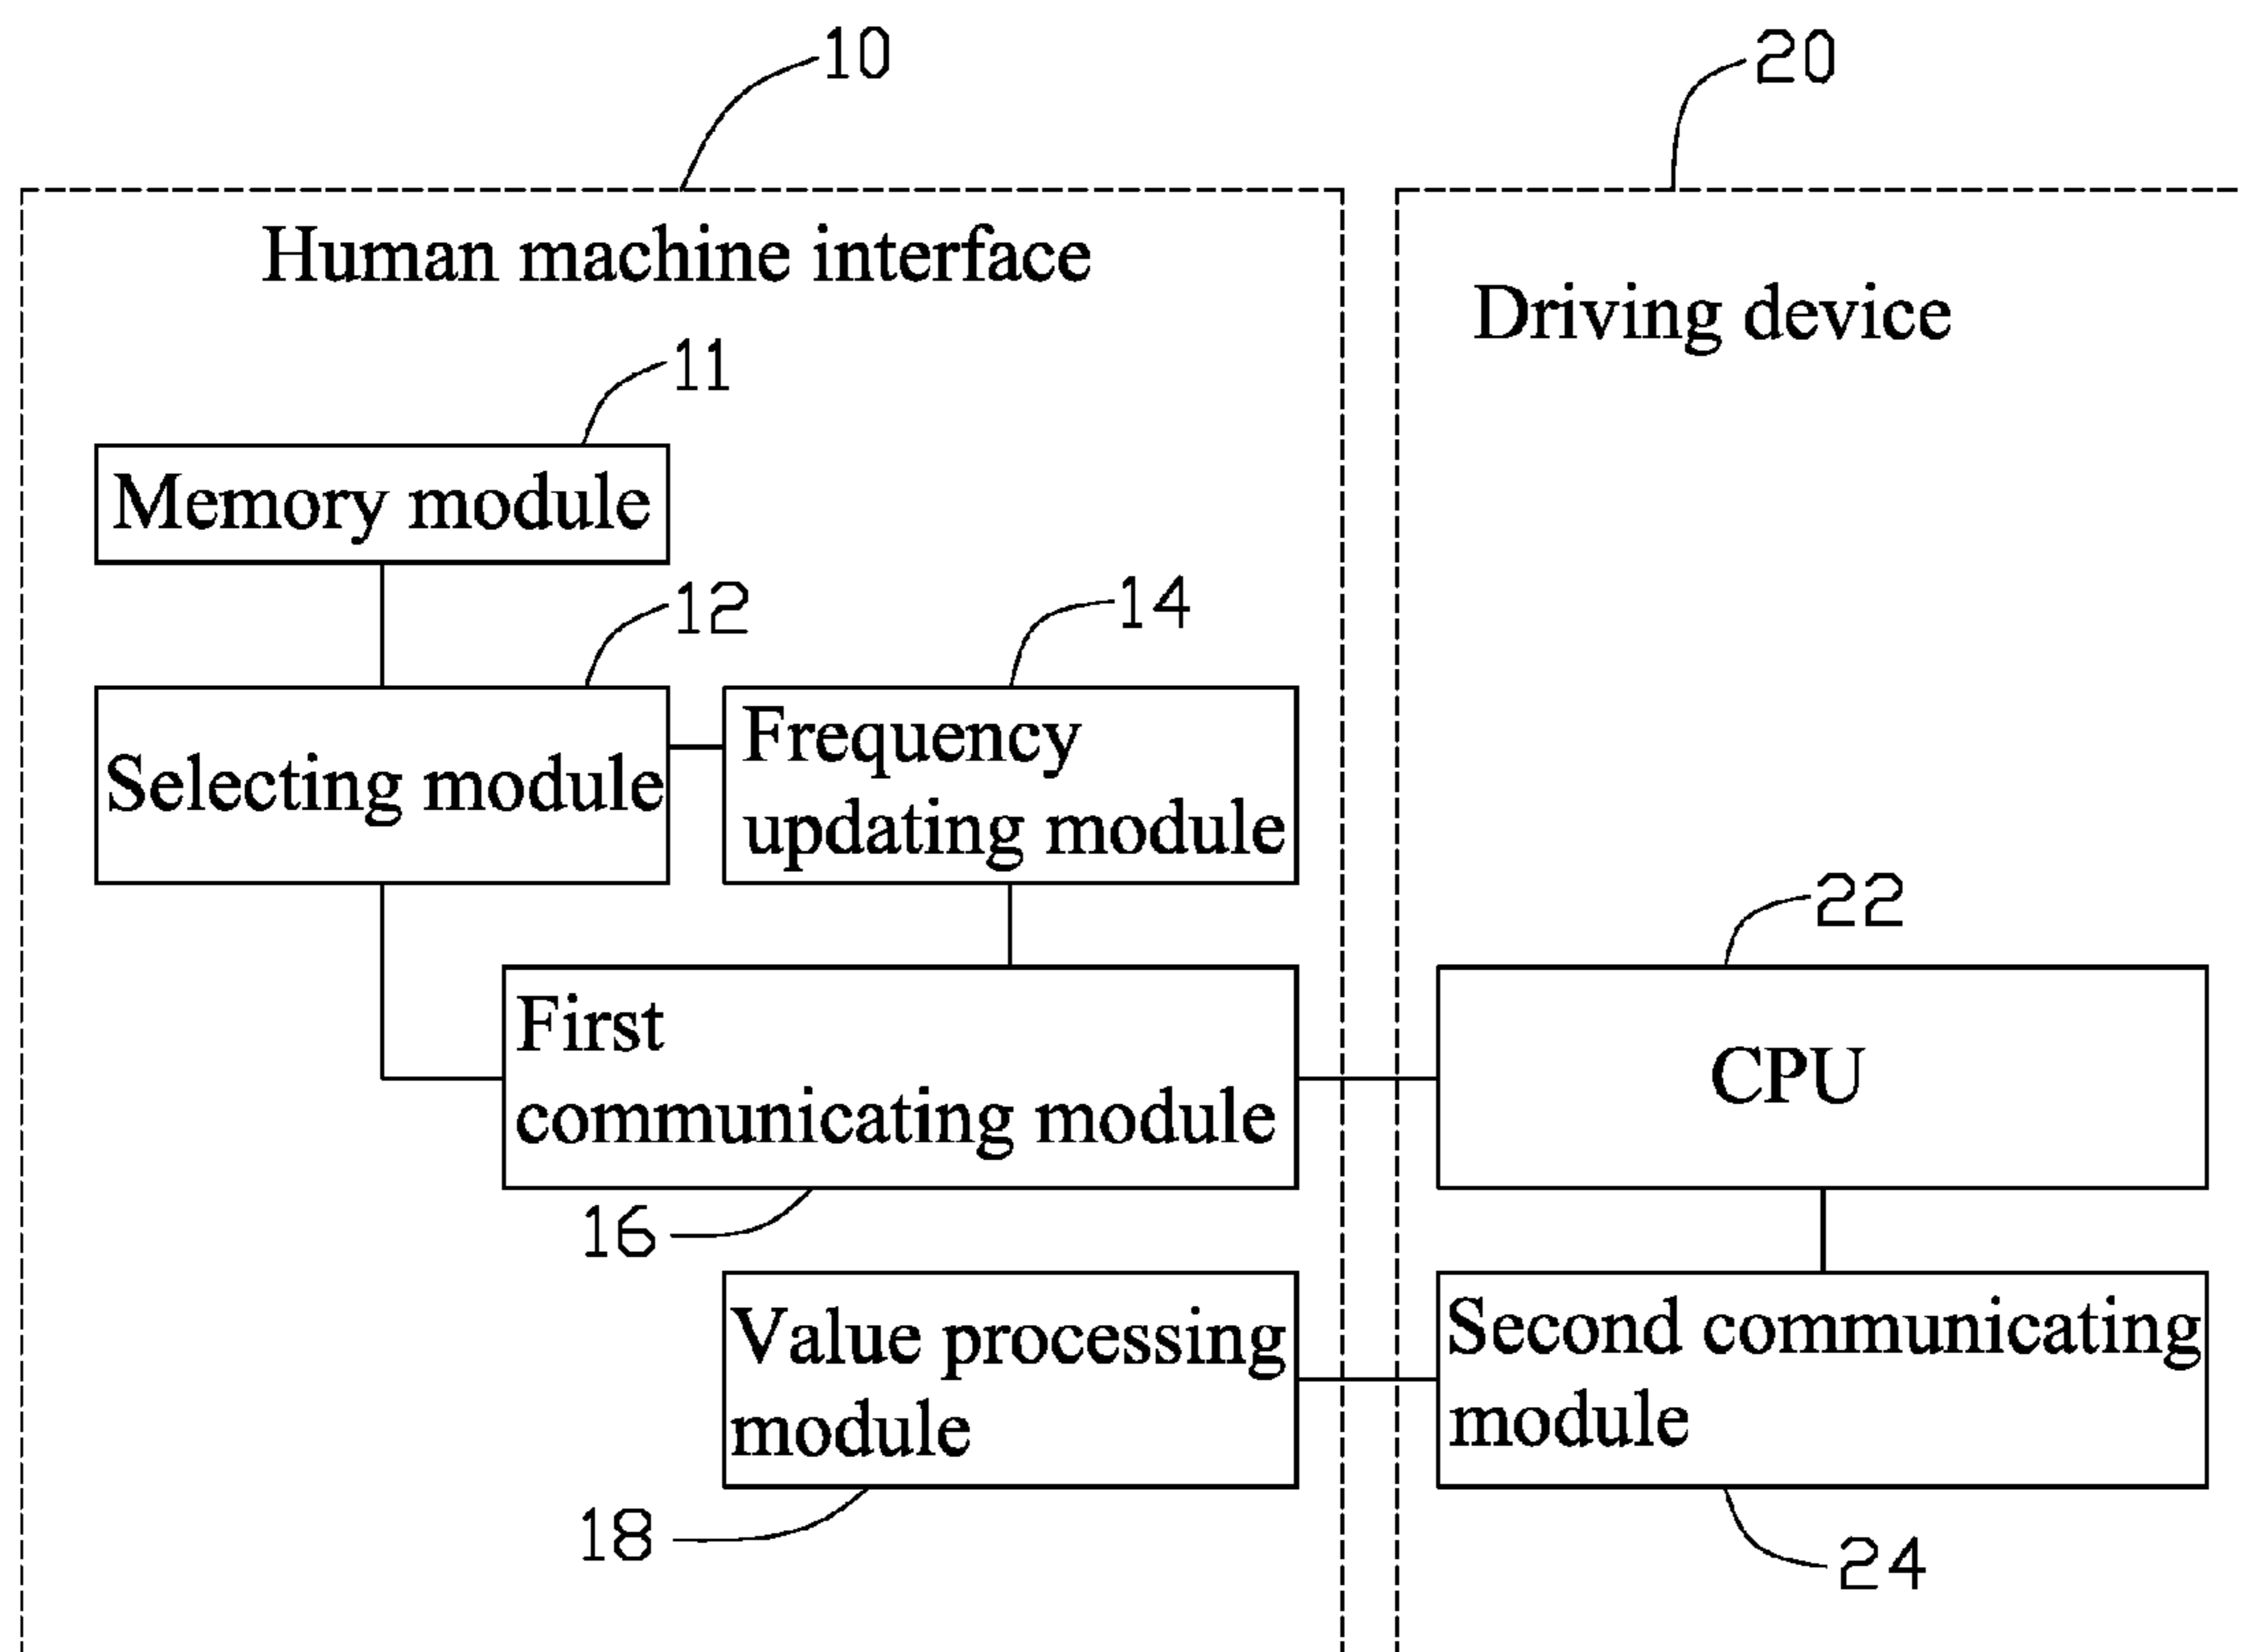 10
20
Human machine interface
Driving device
11
Memory module
12
14
Selecting module
Frequency
updating module
22
First
communicating module
CPU
16
Value processing
module
Second communicating
module
18
24